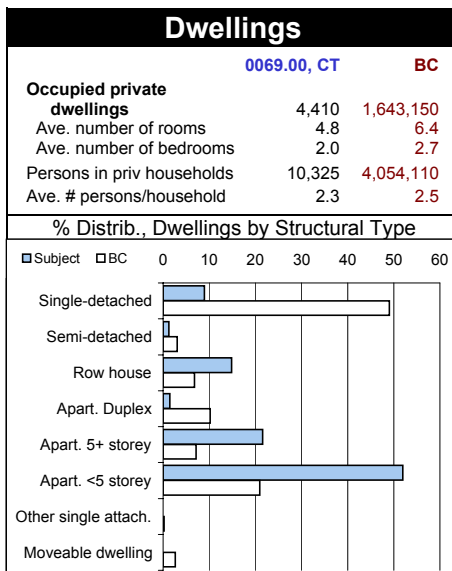 Dwellings
0069.00, CT BC
Occupied private
dwellings 4,410 1,643,150
Ave. number of rooms 4.8 6.4
Ave. number of bedrooms 2.0 2.7
Persons in priv households 10,325 4,054,110
Ave. # persons/household 2.3 2.5
% Distrib., Dwellings by Structural Type
Subject BC 0 10 20 30 40 50 60
Single-detached
Semi-detached
Row house
Apart. Duplex
Apart. 5+ storey
Apart. <5 storey
Other single attach.
Moveable dwelling